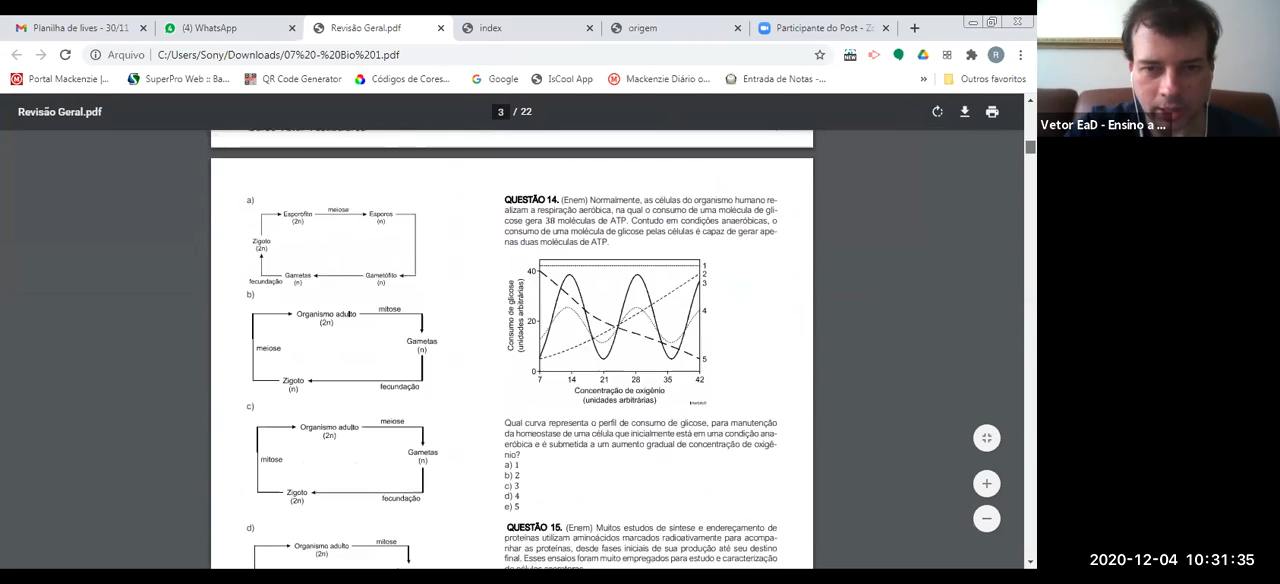 Planilha de lives - 30/11
(4) WhatsApp
Revisão Geral.pdf
index
origem
Participante do Post - Zo
Arquivo | C:/Users/Sony/Downloads/07%20-%20Bio%201.pdf
R
Portal Mackenzie |...
SuperPro Web :: Ba...
QR Code Generator
Códigos de Cores...
Google
IsCool App
Mackenzie Diário o...
Entrada de Notas -...
»
Outros favoritos
Revisão Geral.pdf
3 / 22
Vetor EaD - Ensino a ...
a)
Esporófito
(2n)
meiose
Esporos
(n)
Zigoto
(2n)
fecundação
Gametas
(n)
Gametófito
(n)
b)
Organismo adulto
(2n)
mitose
Gametas
(n)
meiose
Zigoto
(n)
fecundação
c)
Organismo adulto
(2n)
meiose
Gametas
(n)
mitose
Zigoto
(2n)
fecundação
d)
Organismo adulto
(2n)
mitose
QUESTÃO 14. (Enem) Normalmente, as células do organismo humano re-
alizam a respiração aeróbica, na qual o consumo de uma molécula de gli-
cose gera 38 moléculas de ATP. Contudo em condições anaeróbicas, o
consumo de uma molécula de glicose pelas células é capaz de gerar ape-
nas duas moléculas de ATP.
Consumo de glicose
(unidades arbitrárias)
40
20
0
1
2
3
4
5
7 14 21 28 35 42
Concentração de oxigênio
(unidades arbitrárias)
Qual curva representa o perfil de consumo de glicose, para manutenção
da homeostase de uma célula que inicialmente está em uma condição ana-
eróbica e é submetida a um aumento gradual de concentração de oxigê-
nio?
a) 1
b) 2
c) 3
d) 4
e) 5
QUESTÃO 15. (Enem) Muitos estudos de síntese e endereçamento de
proteínas utilizam aminoácidos marcados radioativamente para acompa-
nhar as proteínas, desde fases iniciais de sua produção até seu destino
final. Esses ensaios foram muito empregados para estudo e caracterização
2020-12-04 10:31:35